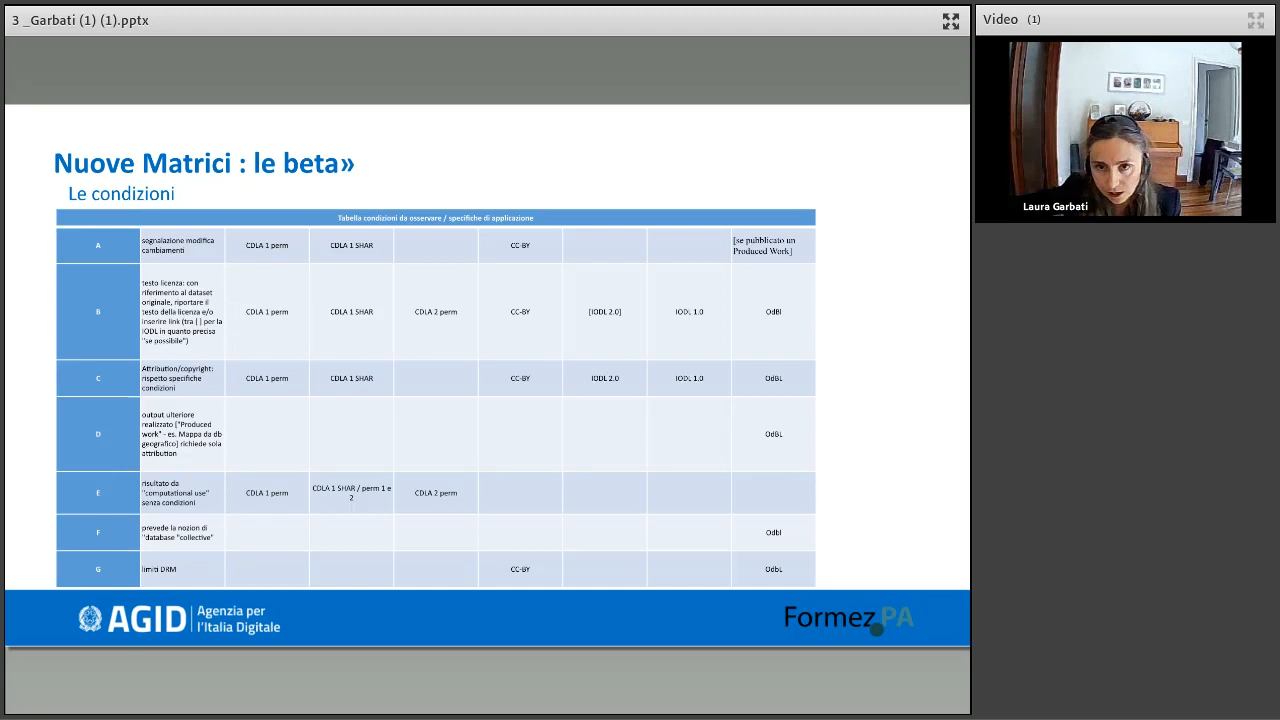 3 _Garbati (1) (1).pptx
Video (1)
Laura Garbati
Nuove Matrici : le beta»
Le condizioni
Tabella condizioni da osservare / specifiche di applicazione
A
segnalazione modifica
cambiamenti
CDLA 1 perm
CDLA 1 SHAR
CC-BY
[se pubblicato un
Produced Work]
B
testo licenza: con
riferimento al dataset
originale, riportare il
testo della licenza e/o
inserire link (tra [ ] per la
IODL in quanto precisa
"se possibile")
CDLA 1 perm
CDLA 1 SHAR
CDLA 2 perm
CC-BY
[IODL 2.0]
IODL 1.0
OdBl
C
Attribution/copyright:
rispetto specifiche
condizioni
CDLA 1 perm
CDLA 1 SHAR
CC-BY
IODL 2.0
IODL 1.0
OdBL
D
output ulteriore
realizzato ["Produced
work" - es. Mappa da db
geografico] richiede sola
attribution
OdBL
E
risultato da
"computational use"
senza condizioni
CDLA 1 perm
CDLA 1 SHAR / perm 1 e
2
CDLA 2 perm
F
prevede la nozion di
"database "collective"
Odbl
G
limiti DRM
CC-BY
OdbL
AGID
Agenzia per
l'Italia Digitale
Formez PA